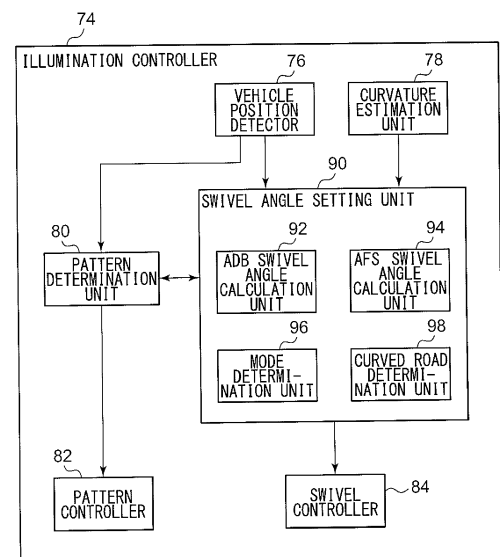 74
ILLUMINATION CONTROLLER
76
78
VEHICLE
POSITION
DETECTOR
CURVATURE
ESTIMATION
UNIT
90
SWIVEL ANGLE SETTING UNIT
80
PATTERN
DETERMINATION
UNIT
92
94
ADB SWIVEL
ANGLE
CALCULATION
UNIT
AFS SWIVEL
ANGLE
CALCULATION
UNIT
96
98
MODE
DETERMI-
NATION UNIT
CURVED ROAD
DETERMI-
NATION UNIT
82
PATTERN
CONTROLLER
SWIVEL
CONTROLLER
84